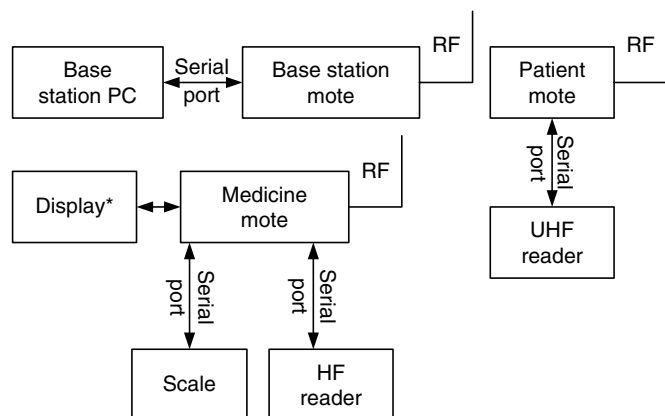 RF
RF
Base
station PC
Serial
port
Base station
mote
Patient
mote
RF
Serial
port
Display*
Medicine
mote
UHF
reader
Serial
port
Serial
port
Scale
HF
reader